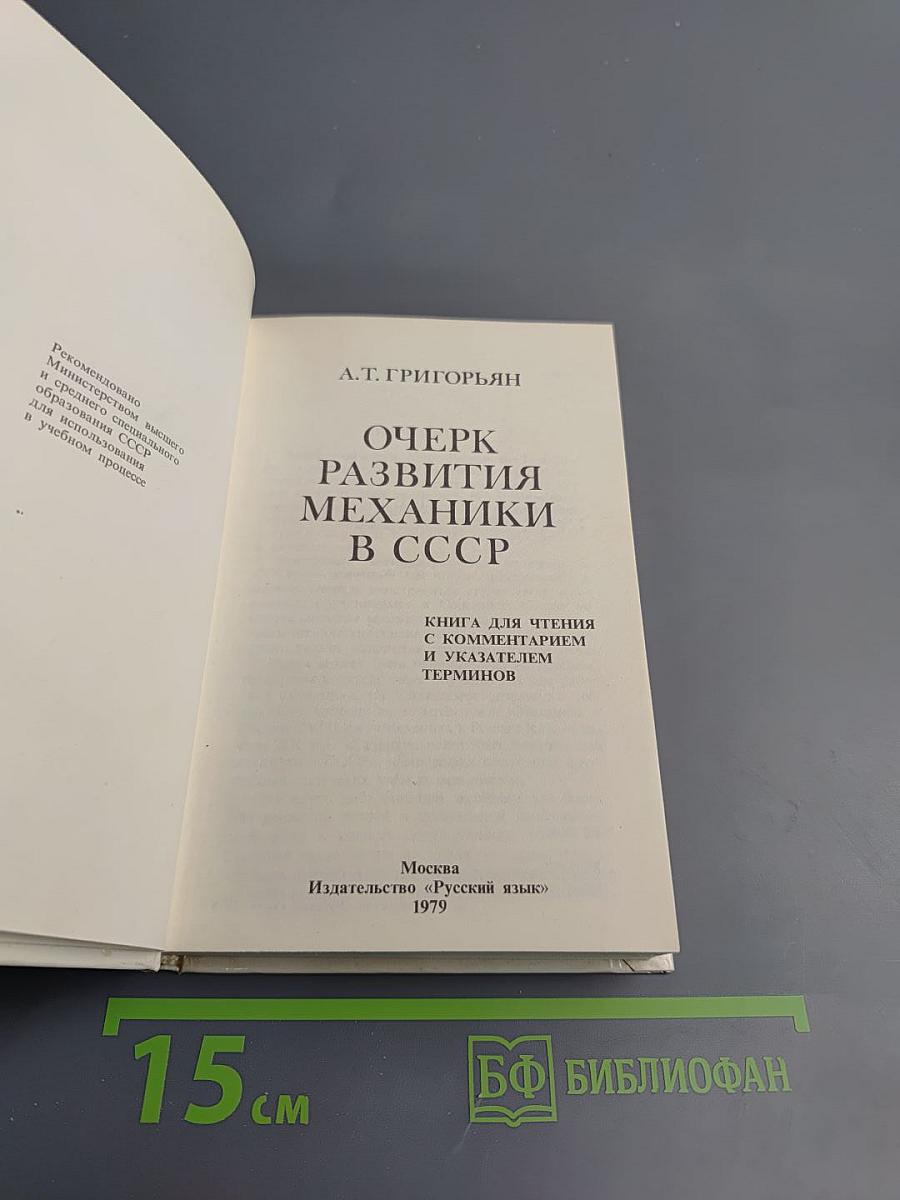 Рекомендовано
Министерством высшего
и среднего специального
образования СССР
для использования
в учебном процессе
А.Т. ГРИГОРЬЯН
ОЧЕРК
РАЗВИТИЯ
МЕХАНИКИ
В СССР
КНИГА ДЛЯ ЧТЕНИЯ
С КОММЕНТАРИЕМ
И УКАЗАТЕЛЕМ
ТЕРМИНОВ
Москва
Издательство «Русский язык»
1979
15 см
БФ БИБЛИОФАН